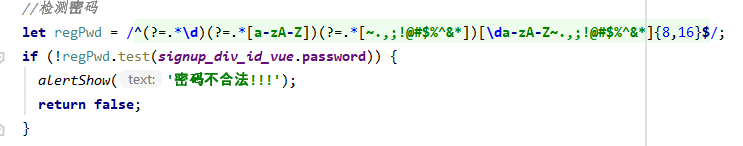 //检测密码
let regPwd = /^(?=.*\d)(?=.*[a-zA-Z])(?=.*[~.,;!@#$%^&*])[\da-zA-Z~.,;!@#$%^&*]{8,16}$/;
if (!regPwd.test(signup_div_id_vue.password)) {
alertShow( text: '密码不合法!!!');
return false;
}